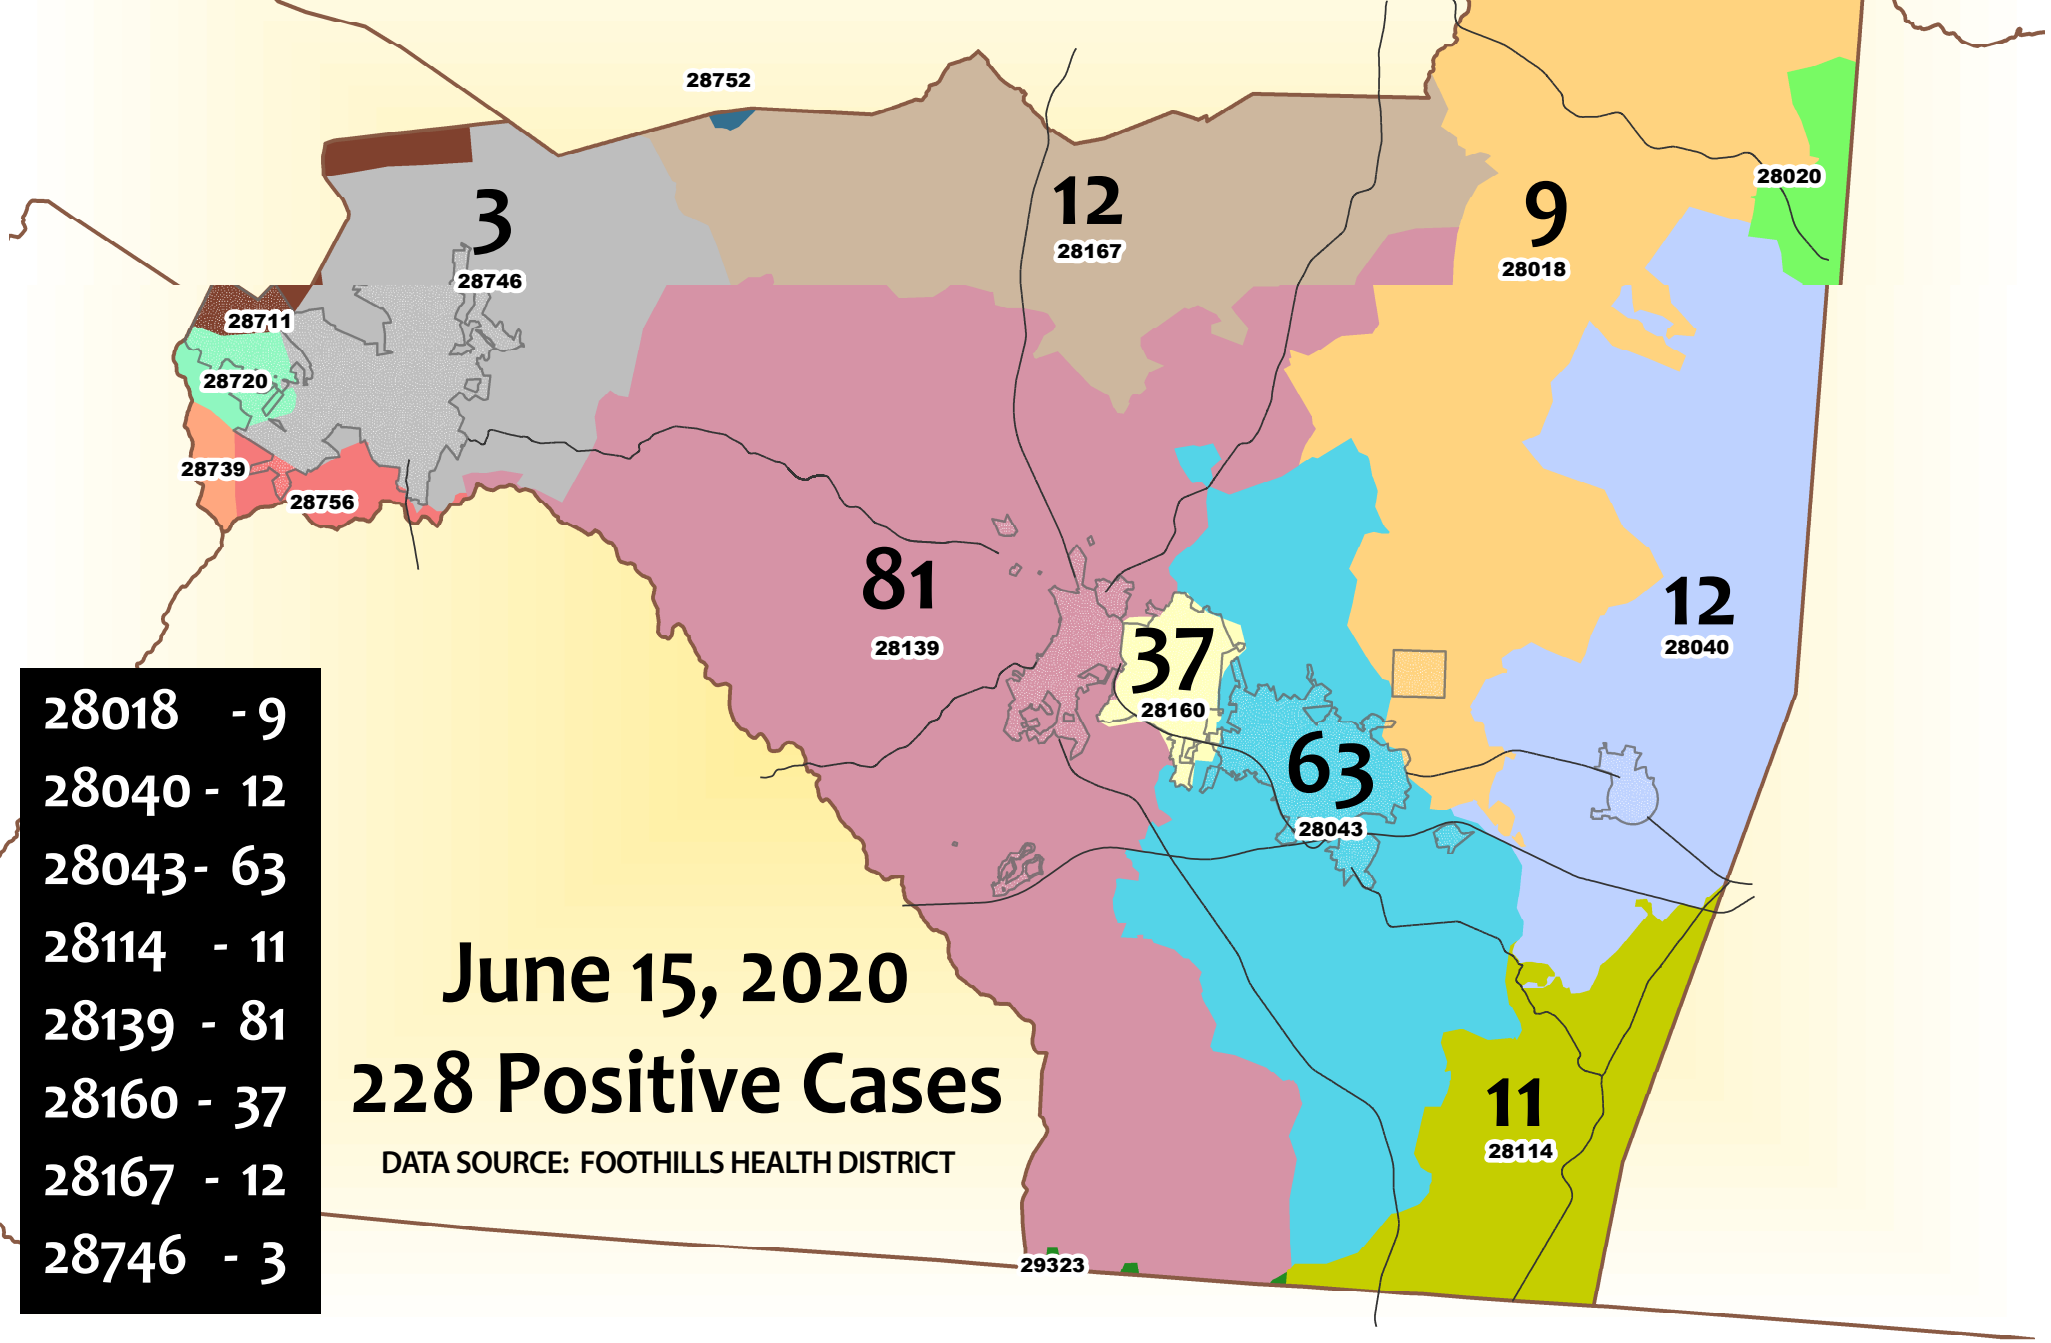 28752
28020
3
28746
12
28167
9
28018
28711
28720
28739
28756
81
28139
37
28160
12
28040
63
28043
28018 - 9
28040 - 12
28043 - 63
28114 - 11
28139 - 81
28160 - 37
28167 - 12
28746 - 3
June 15, 2020
228 Positive Cases
DATA SOURCE: FOOTHILLS HEALTH DISTRICT
11
28114
29323